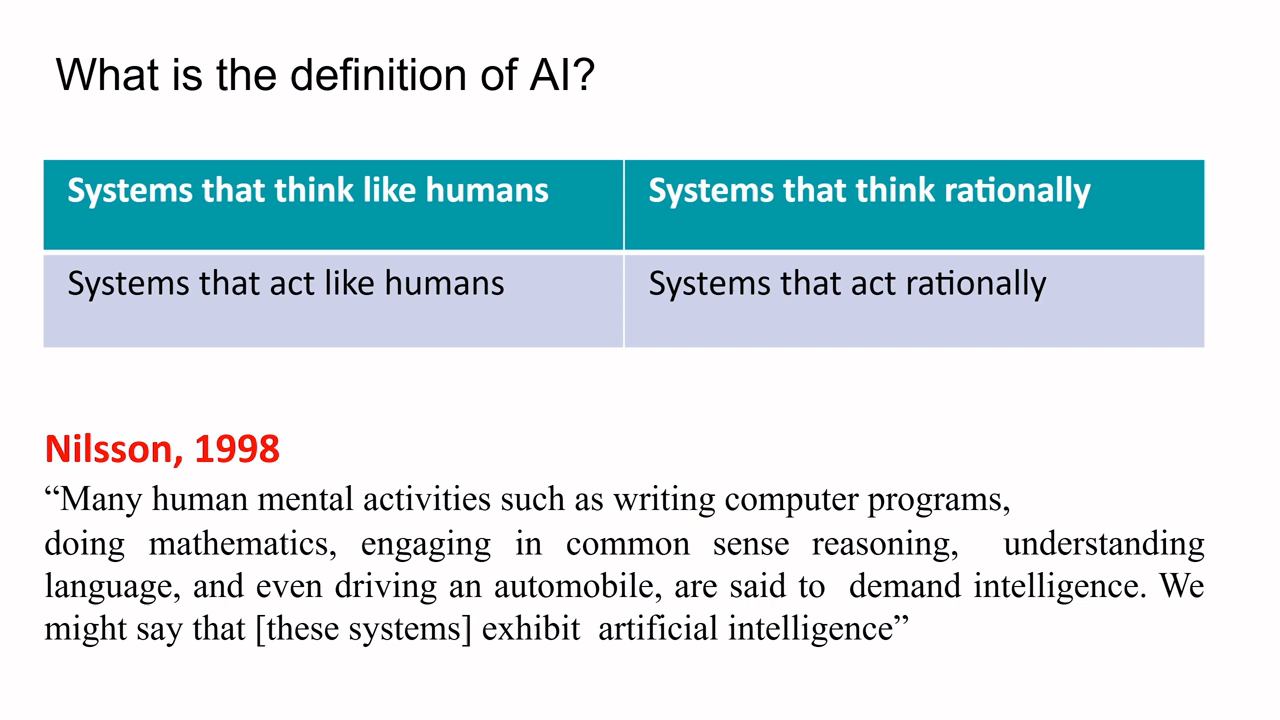 What is the definition of AI?
Systems that think like humans
Systems that think rationally
Systems that act like humans
Systems that act rationally
Nilsson, 1998
“Many human mental activities such as writing computer programs,
doing mathematics, engaging in common sense reasoning, understanding
language, and even driving an automobile, are said to demand intelligence. We
might say that [these systems] exhibit artificial intelligence”